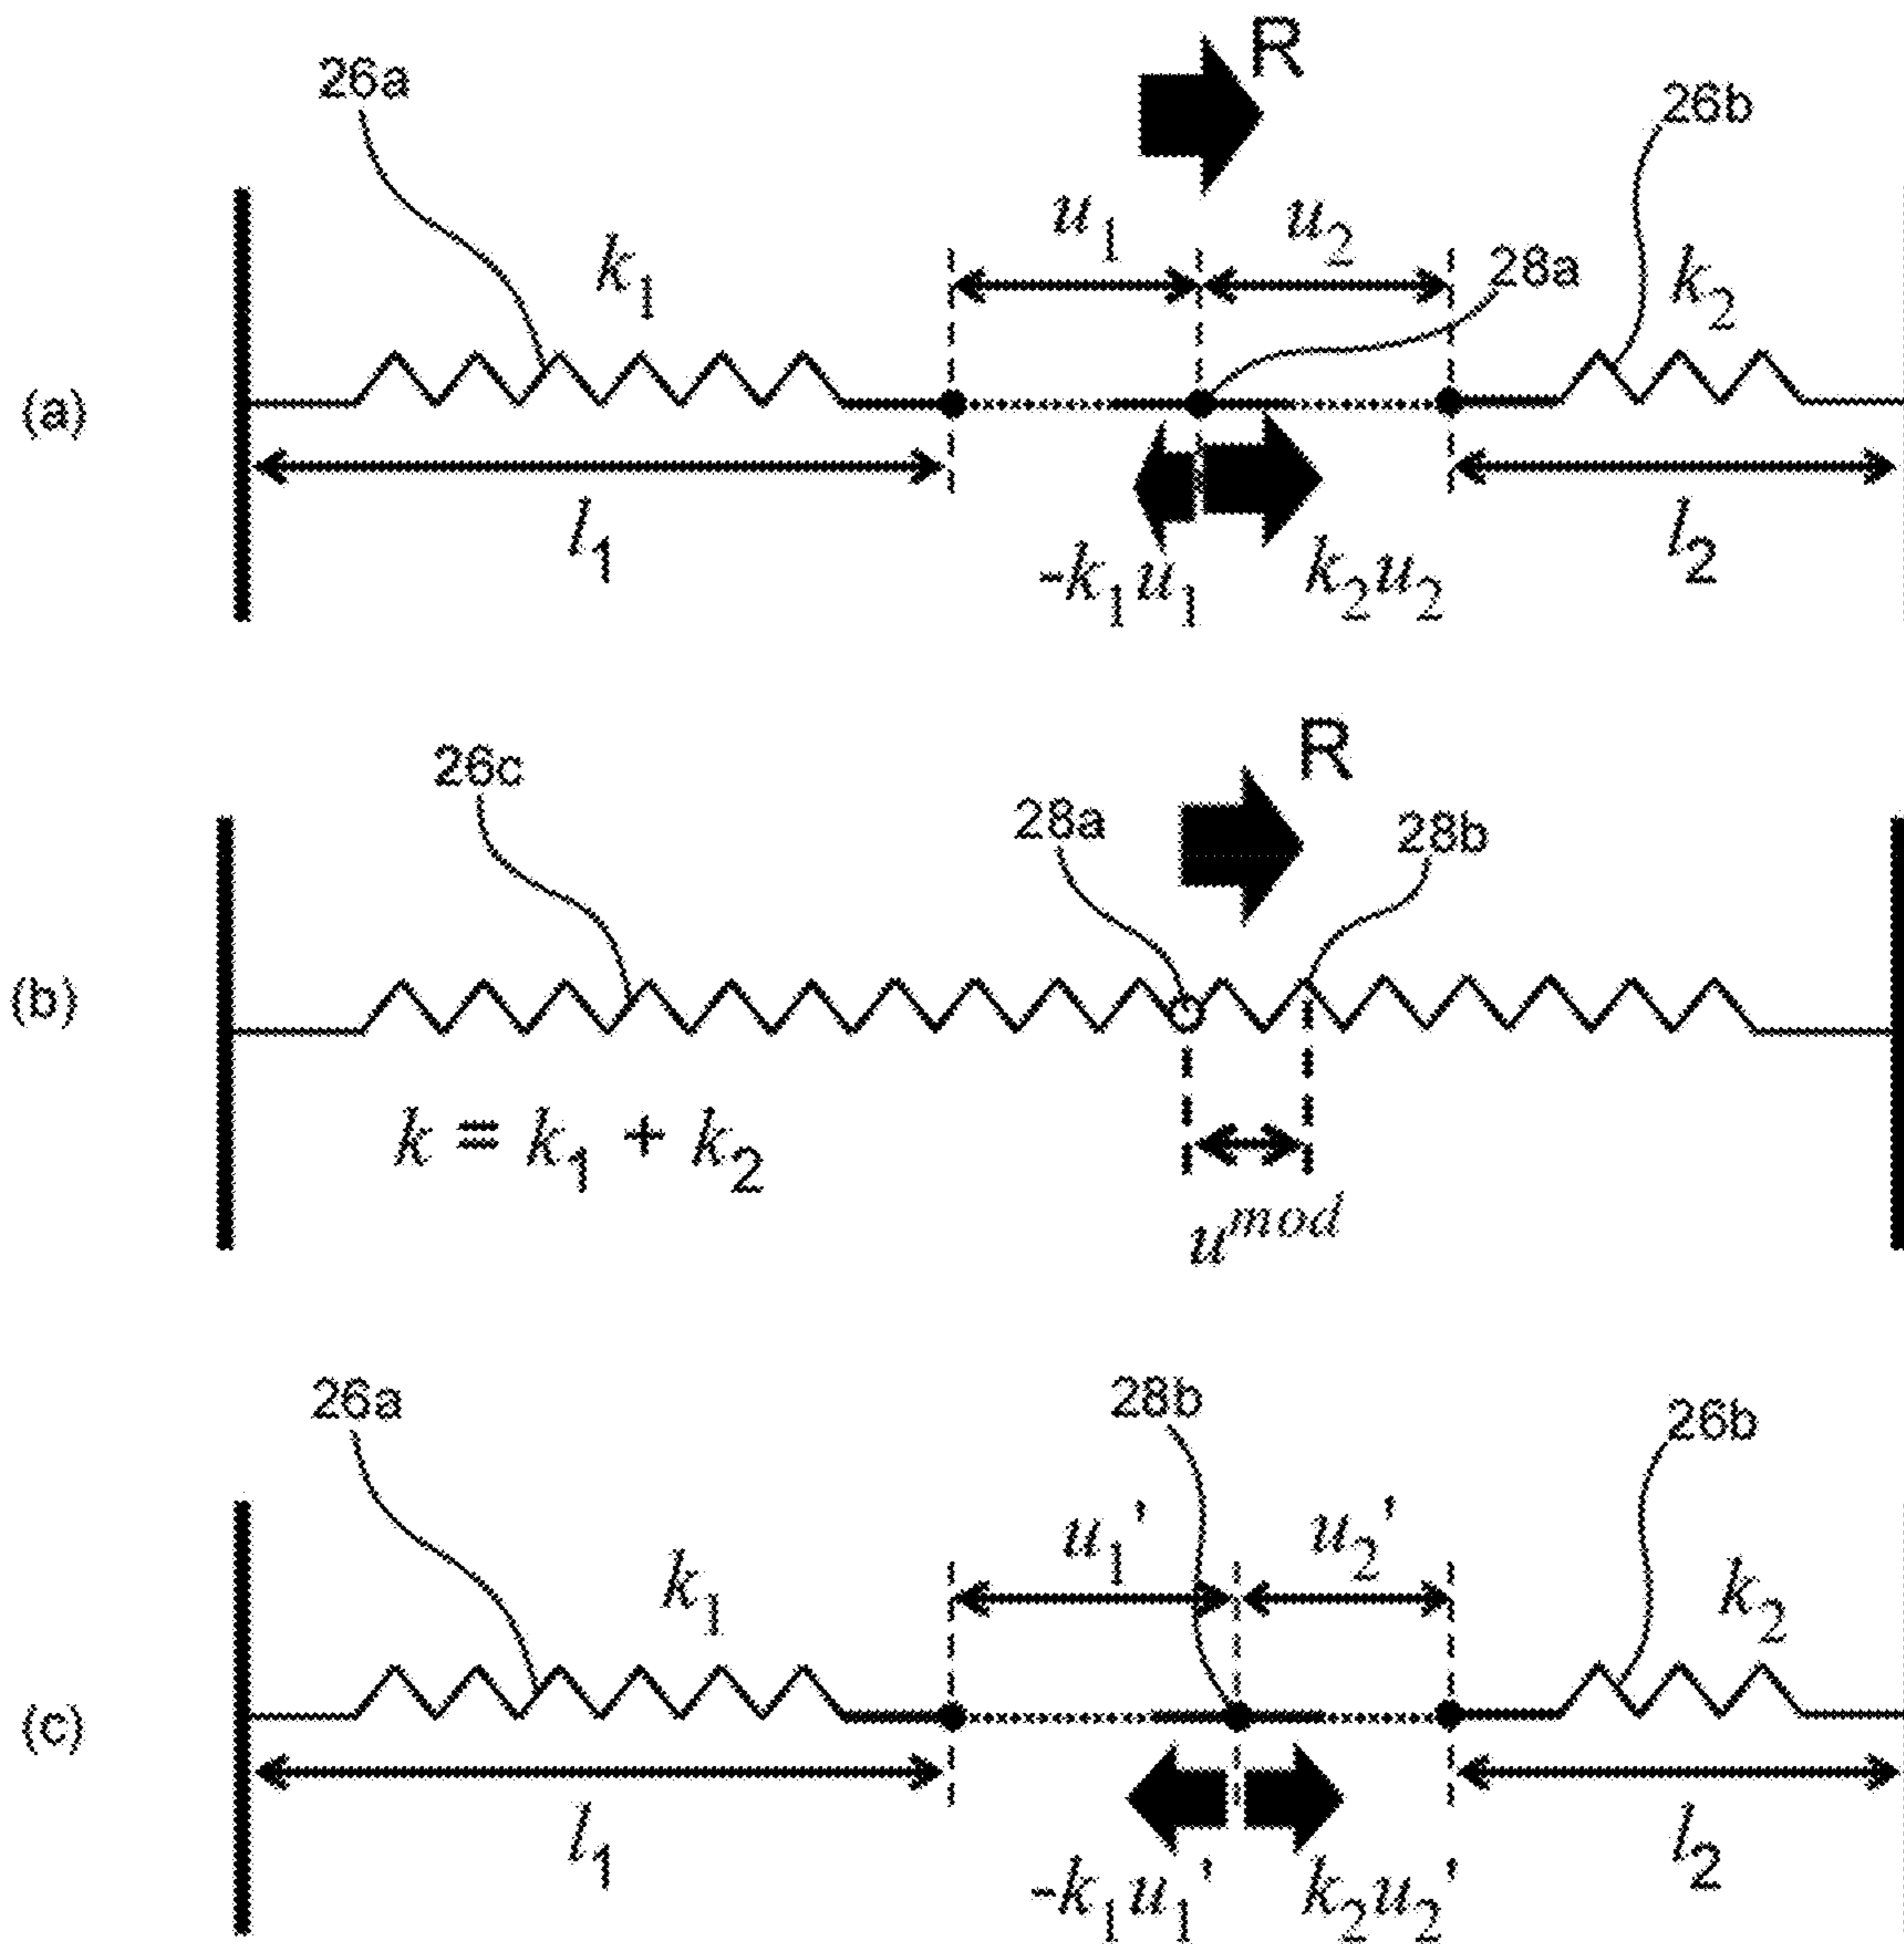 R
26a
26b
u₁
u₂
28a
k₁
k₂
(a)
l₁
l₂
-k₁u₁
k₂u₂
R
26c
28a
28b
(b)
k = k₁ + k₂
u^mod
26a
28b
26b
u₁'
u₂'
k₁
k₂
(c)
l₁
l₂
-k₁u₁'
k₂u₂'